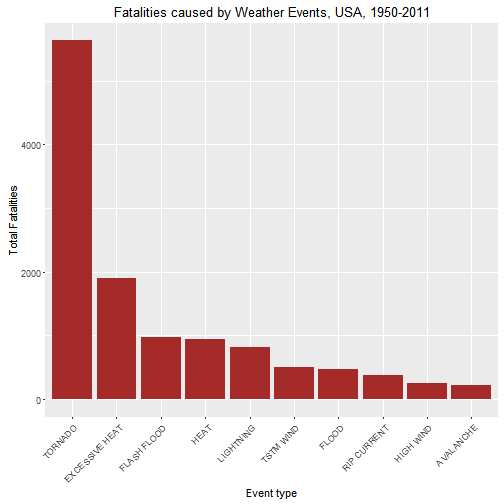 Fatalities caused by Weather Events, USA, 1950-2011
Total Fatalities
4000
2000
0
TORNADO
EXCESSIVE HEAT
FLASH FLOOD
HEAT
LIGHTNING
TSTM WIND
FLOOD
RIP CURRENT
HIGH WIND
AVALANCHE
Event type